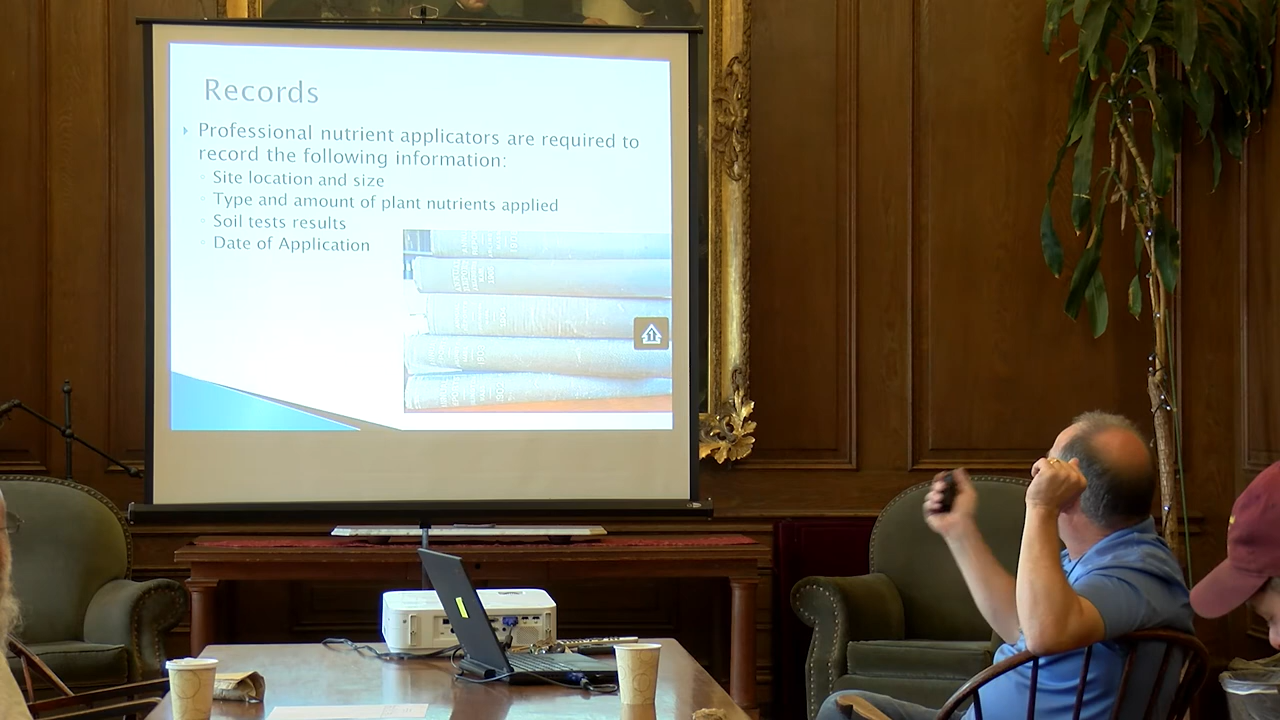 Records
Professional nutrient applicators are required to
record the following information:
Site location and size
Type and amount of plant nutrients applied
Soil tests results
Date of Application